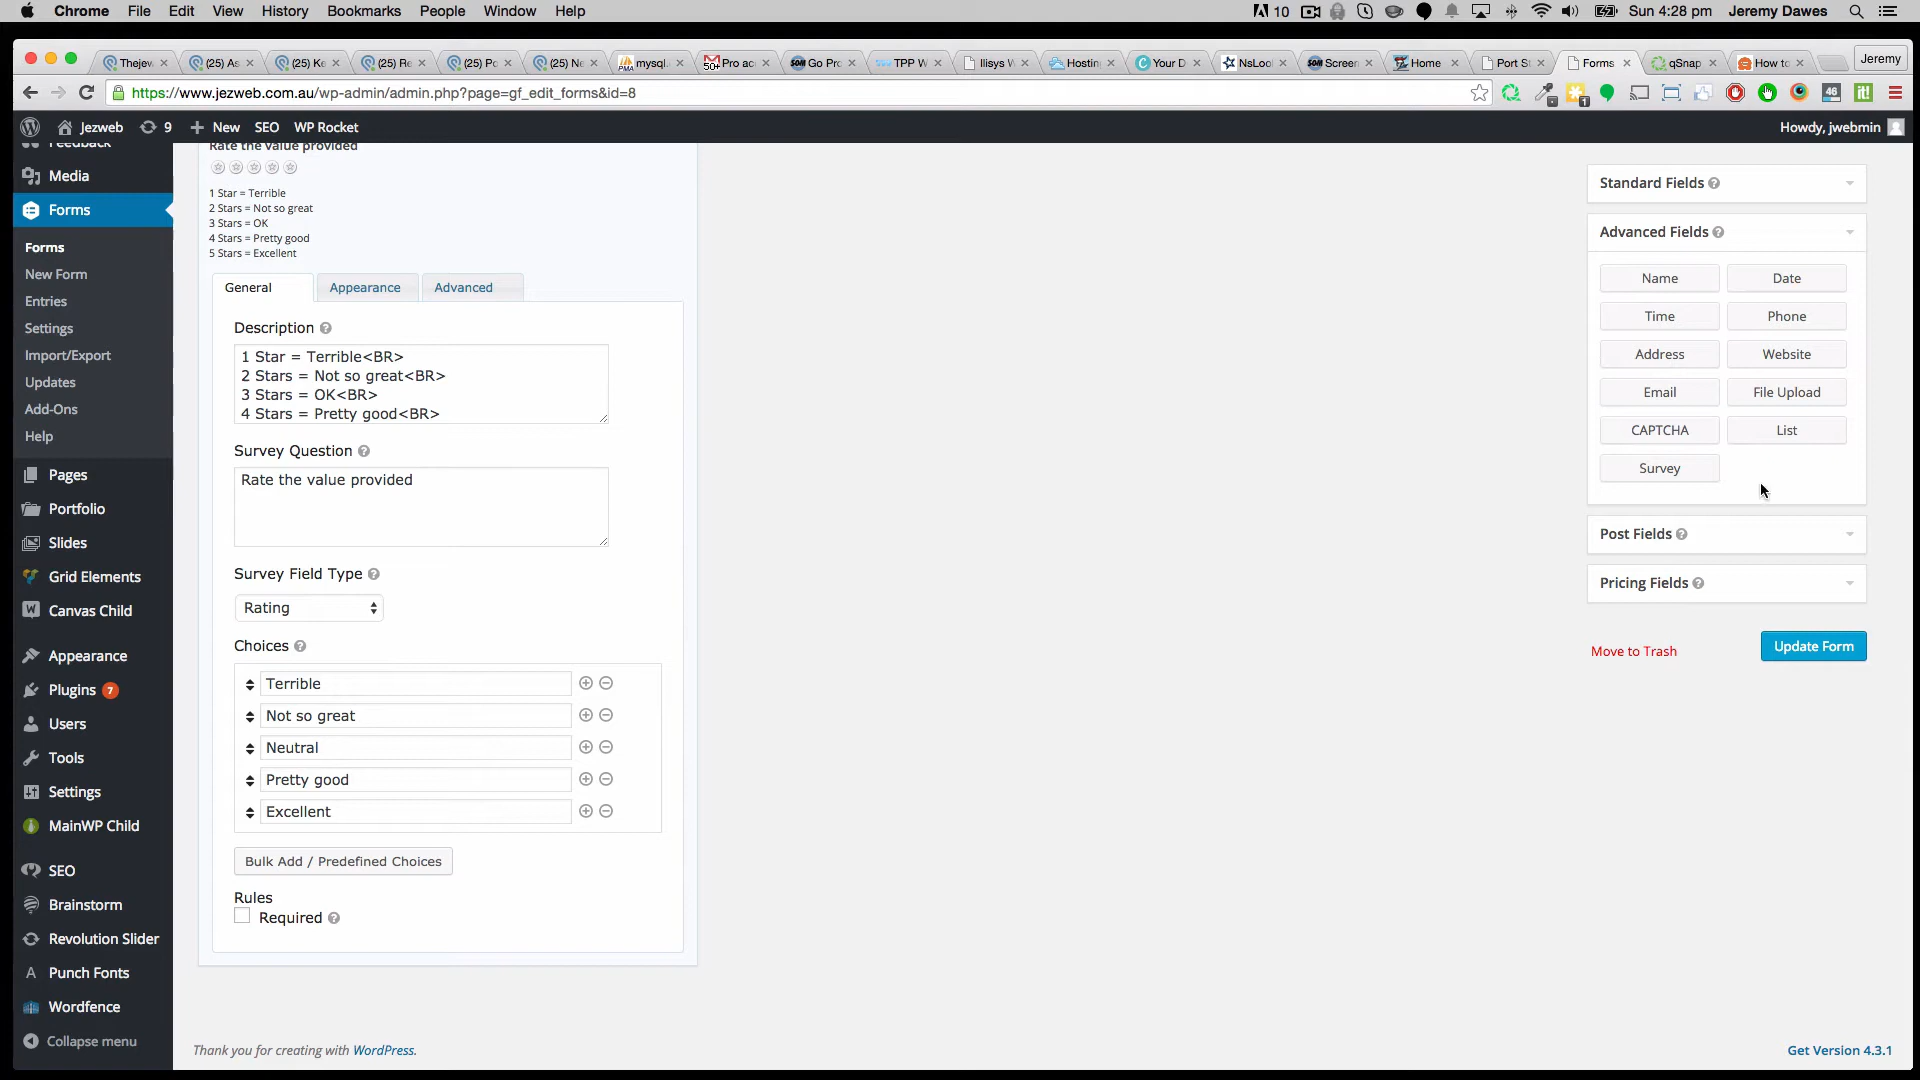 Chrome File Edit View History Bookmarks People Window Help
10 Sun 4:28 pm Jeremy Dawes
Thejew (25) As (25) Ke (25) Re (25) Po (25) Ne mysql. Pro ac Go Pro TPP W Ilisys W Hostin Your D NsLoo Screen Home Port S Forms qSnap How to Jeremy
https://www.jezweb.com.au/wp-admin/admin.php?page=gf_edit_forms&id=8
Jezweb 9 New SEO WP Rocket Howdy, jwebmin
Feedback
Media
Forms
Forms
New Form
Entries
Settings
Import/Export
Updates
Add-Ons
Help
Pages
Portfolio
Slides
Grid Elements
Canvas Child
Appearance
Plugins 7
Users
Tools
Settings
MainWP Child
SEO
Brainstorm
Revolution Slider
Punch Fonts
Wordfence
Collapse menu
Rate the value provided
1 Star = Terrible
2 Stars = Not so great
3 Stars = OK
4 Stars = Pretty good
5 Stars = Excellent
General Appearance Advanced
Description
1 Star = Terrible<BR>
2 Stars = Not so great<BR>
3 Stars = OK<BR>
4 Stars = Pretty good<BR>
Survey Question
Rate the value provided
Survey Field Type
Rating
Choices
Terrible
Not so great
Neutral
Pretty good
Excellent
Bulk Add / Predefined Choices
Rules
Required
Standard Fields
Advanced Fields
Name Date
Time Phone
Address Website
Email File Upload
CAPTCHA List
Survey
Post Fields
Pricing Fields
Move to Trash Update Form
Thank you for creating with WordPress.
Get Version 4.3.1